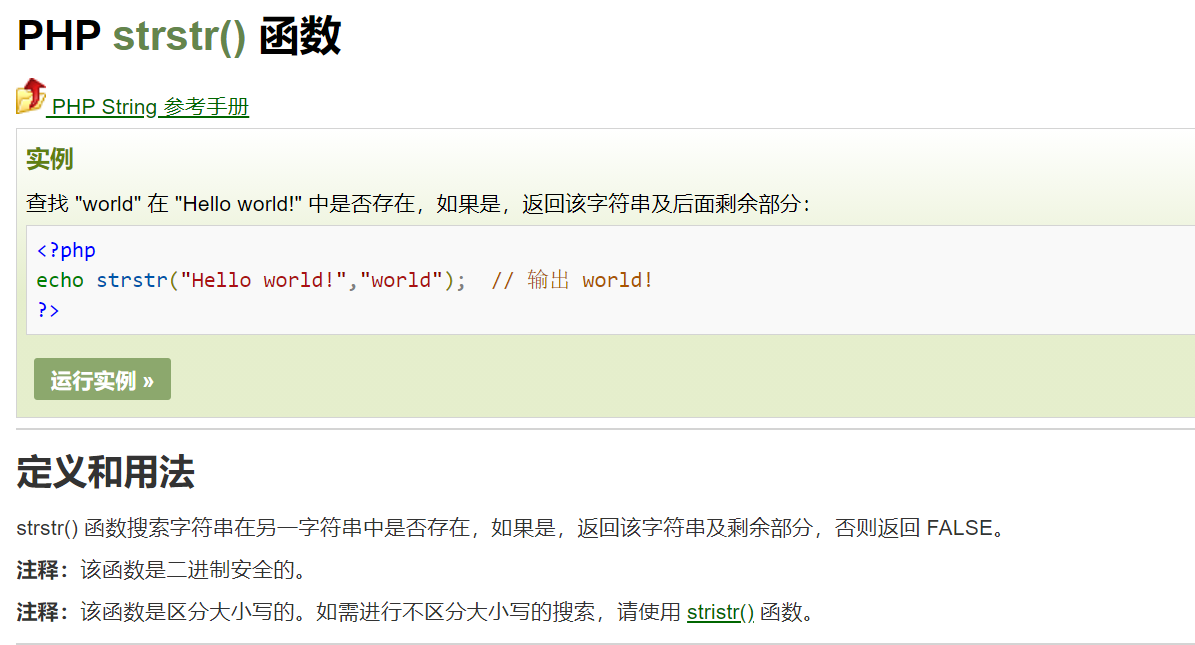 PHP strstr() 函数
PHP String 参考手册
实例
查找 "world" 在 "Hello world!" 中是否存在，如果是，返回该字符串及后面剩余部分：
<?php
echo strstr("Hello world!","world");  // 输出 world!
?>
运行实例 »
定义和用法
strstr() 函数搜索字符串在另一字符串中是否存在，如果是，返回该字符串及剩余部分，否则返回 FALSE。
注释：该函数是二进制安全的。
注释：该函数是区分大小写的。如需进行不区分大小写的搜索，请使用 stristr() 函数。